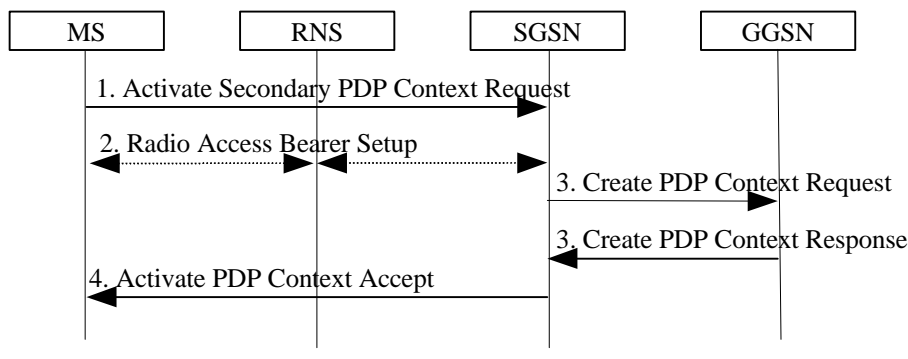 MS RNS SGSN GGSN
1. Activate Secondary PDP Context Request
2. Radio Access Bearer Setup
3. Create PDP Context Request
3. Create PDP Context Response
4. Activate PDP Context Accept